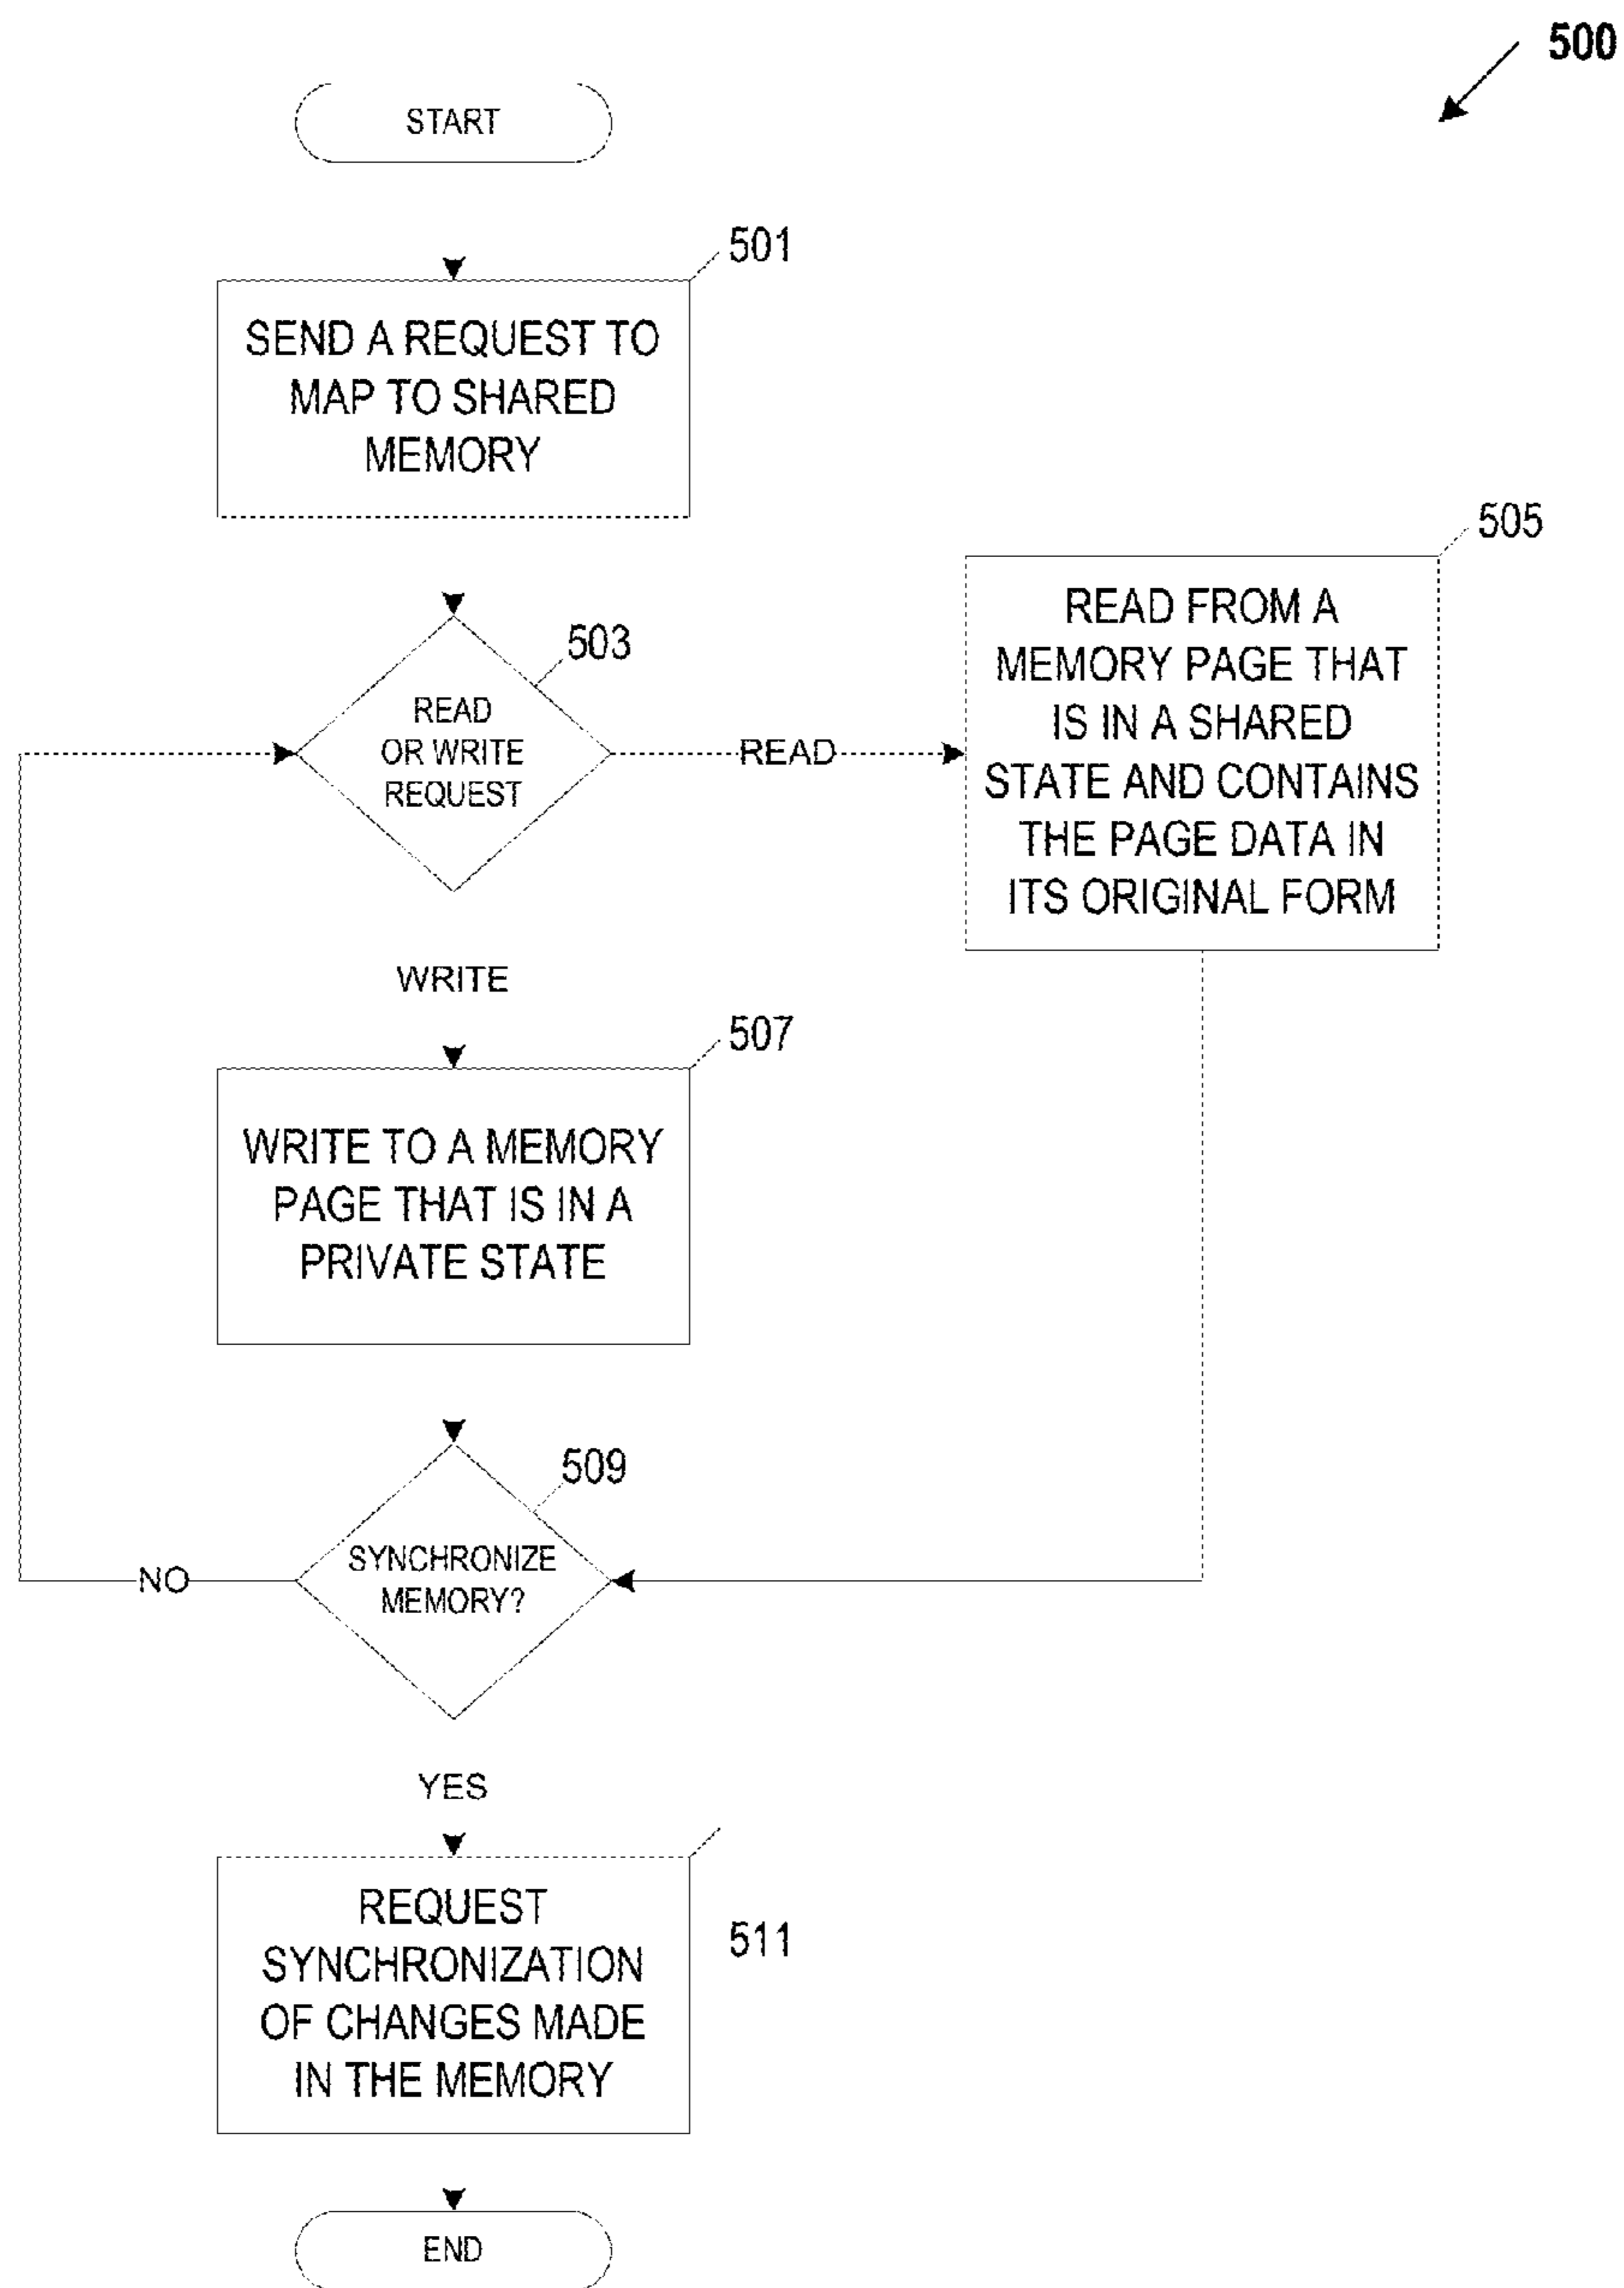 500
START
501
SEND A REQUEST TO
MAP TO SHARED
MEMORY
503
READ
OR WRITE
REQUEST
READ
505
READ FROM A
MEMORY PAGE THAT
IS IN A SHARED
STATE AND CONTAINS
THE PAGE DATA IN
ITS ORIGINAL FORM
WRITE
507
WRITE TO A MEMORY
PAGE THAT IS IN A
PRIVATE STATE
509
SYNCHRONIZE
MEMORY?
NO
YES
511
REQUEST
SYNCHRONIZATION
OF CHANGES MADE
IN THE MEMORY
END